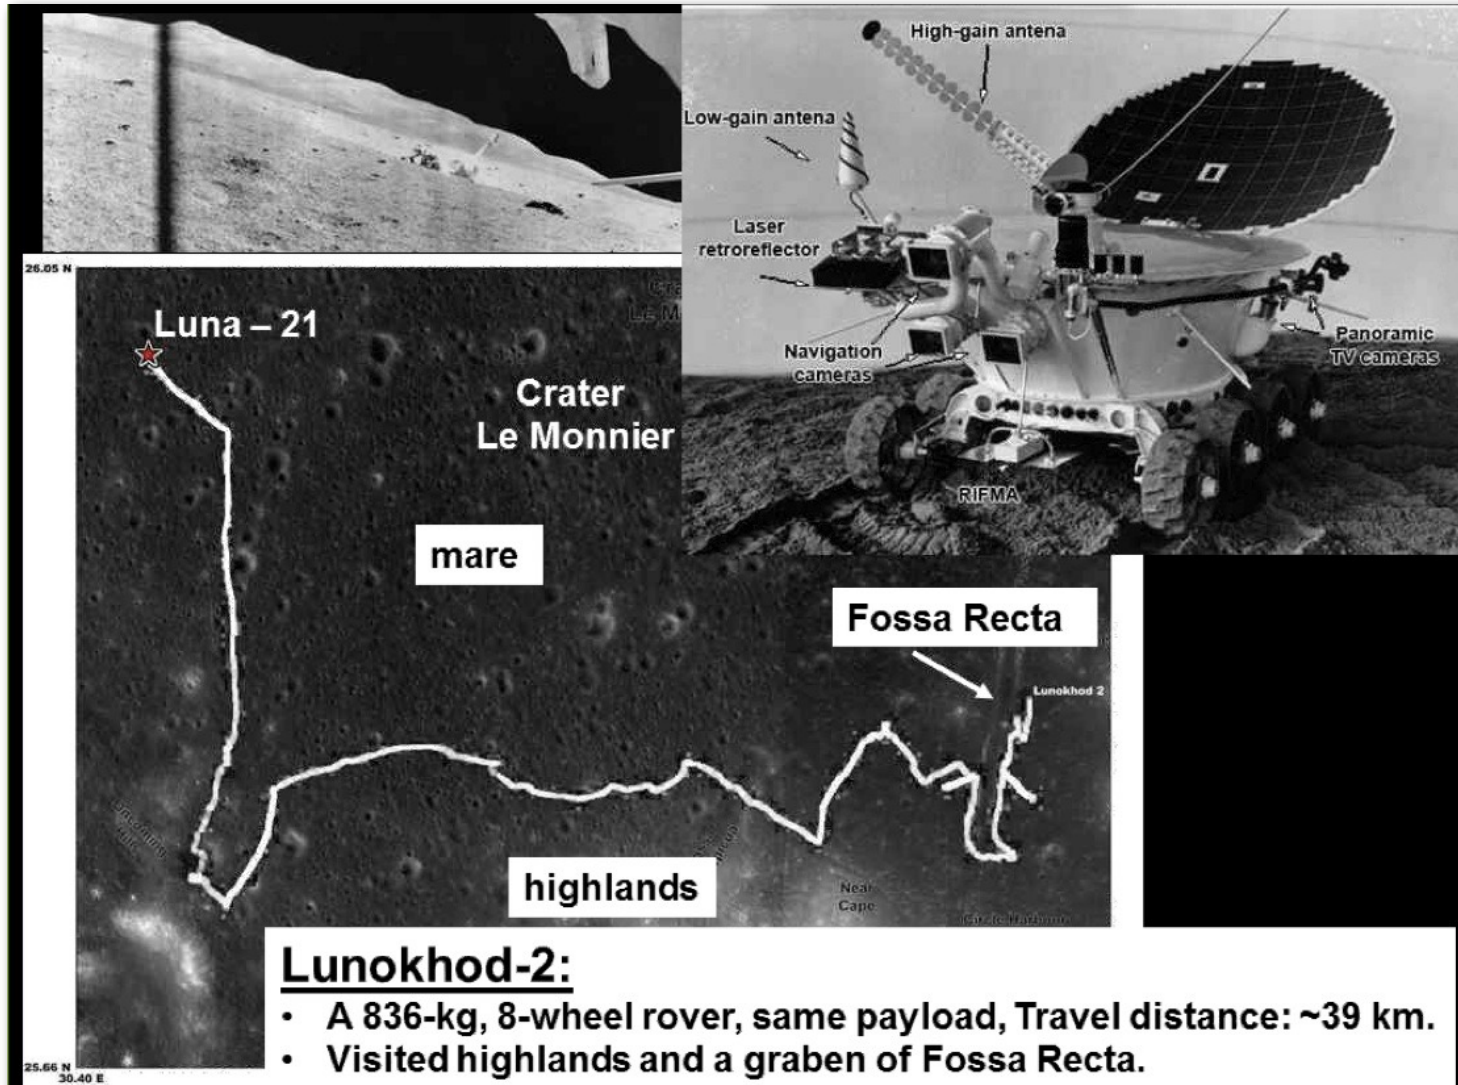 High-gain antena
Low-gain antena
Laser
retroreflector
Navigation
cameras
Panoramic
TV cameras
RIFMA
26.05 N
Luna – 21
Crater
Le Monnier
mare
Fossa Recta
Lunokhod 2
highlands
Near
Cape
Circle Harbour
25.66 N
30.40 E
Lunokhod-2:
• A 836-kg, 8-wheel rover, same payload, Travel distance: ~39 km.
• Visited highlands and a graben of Fossa Recta.